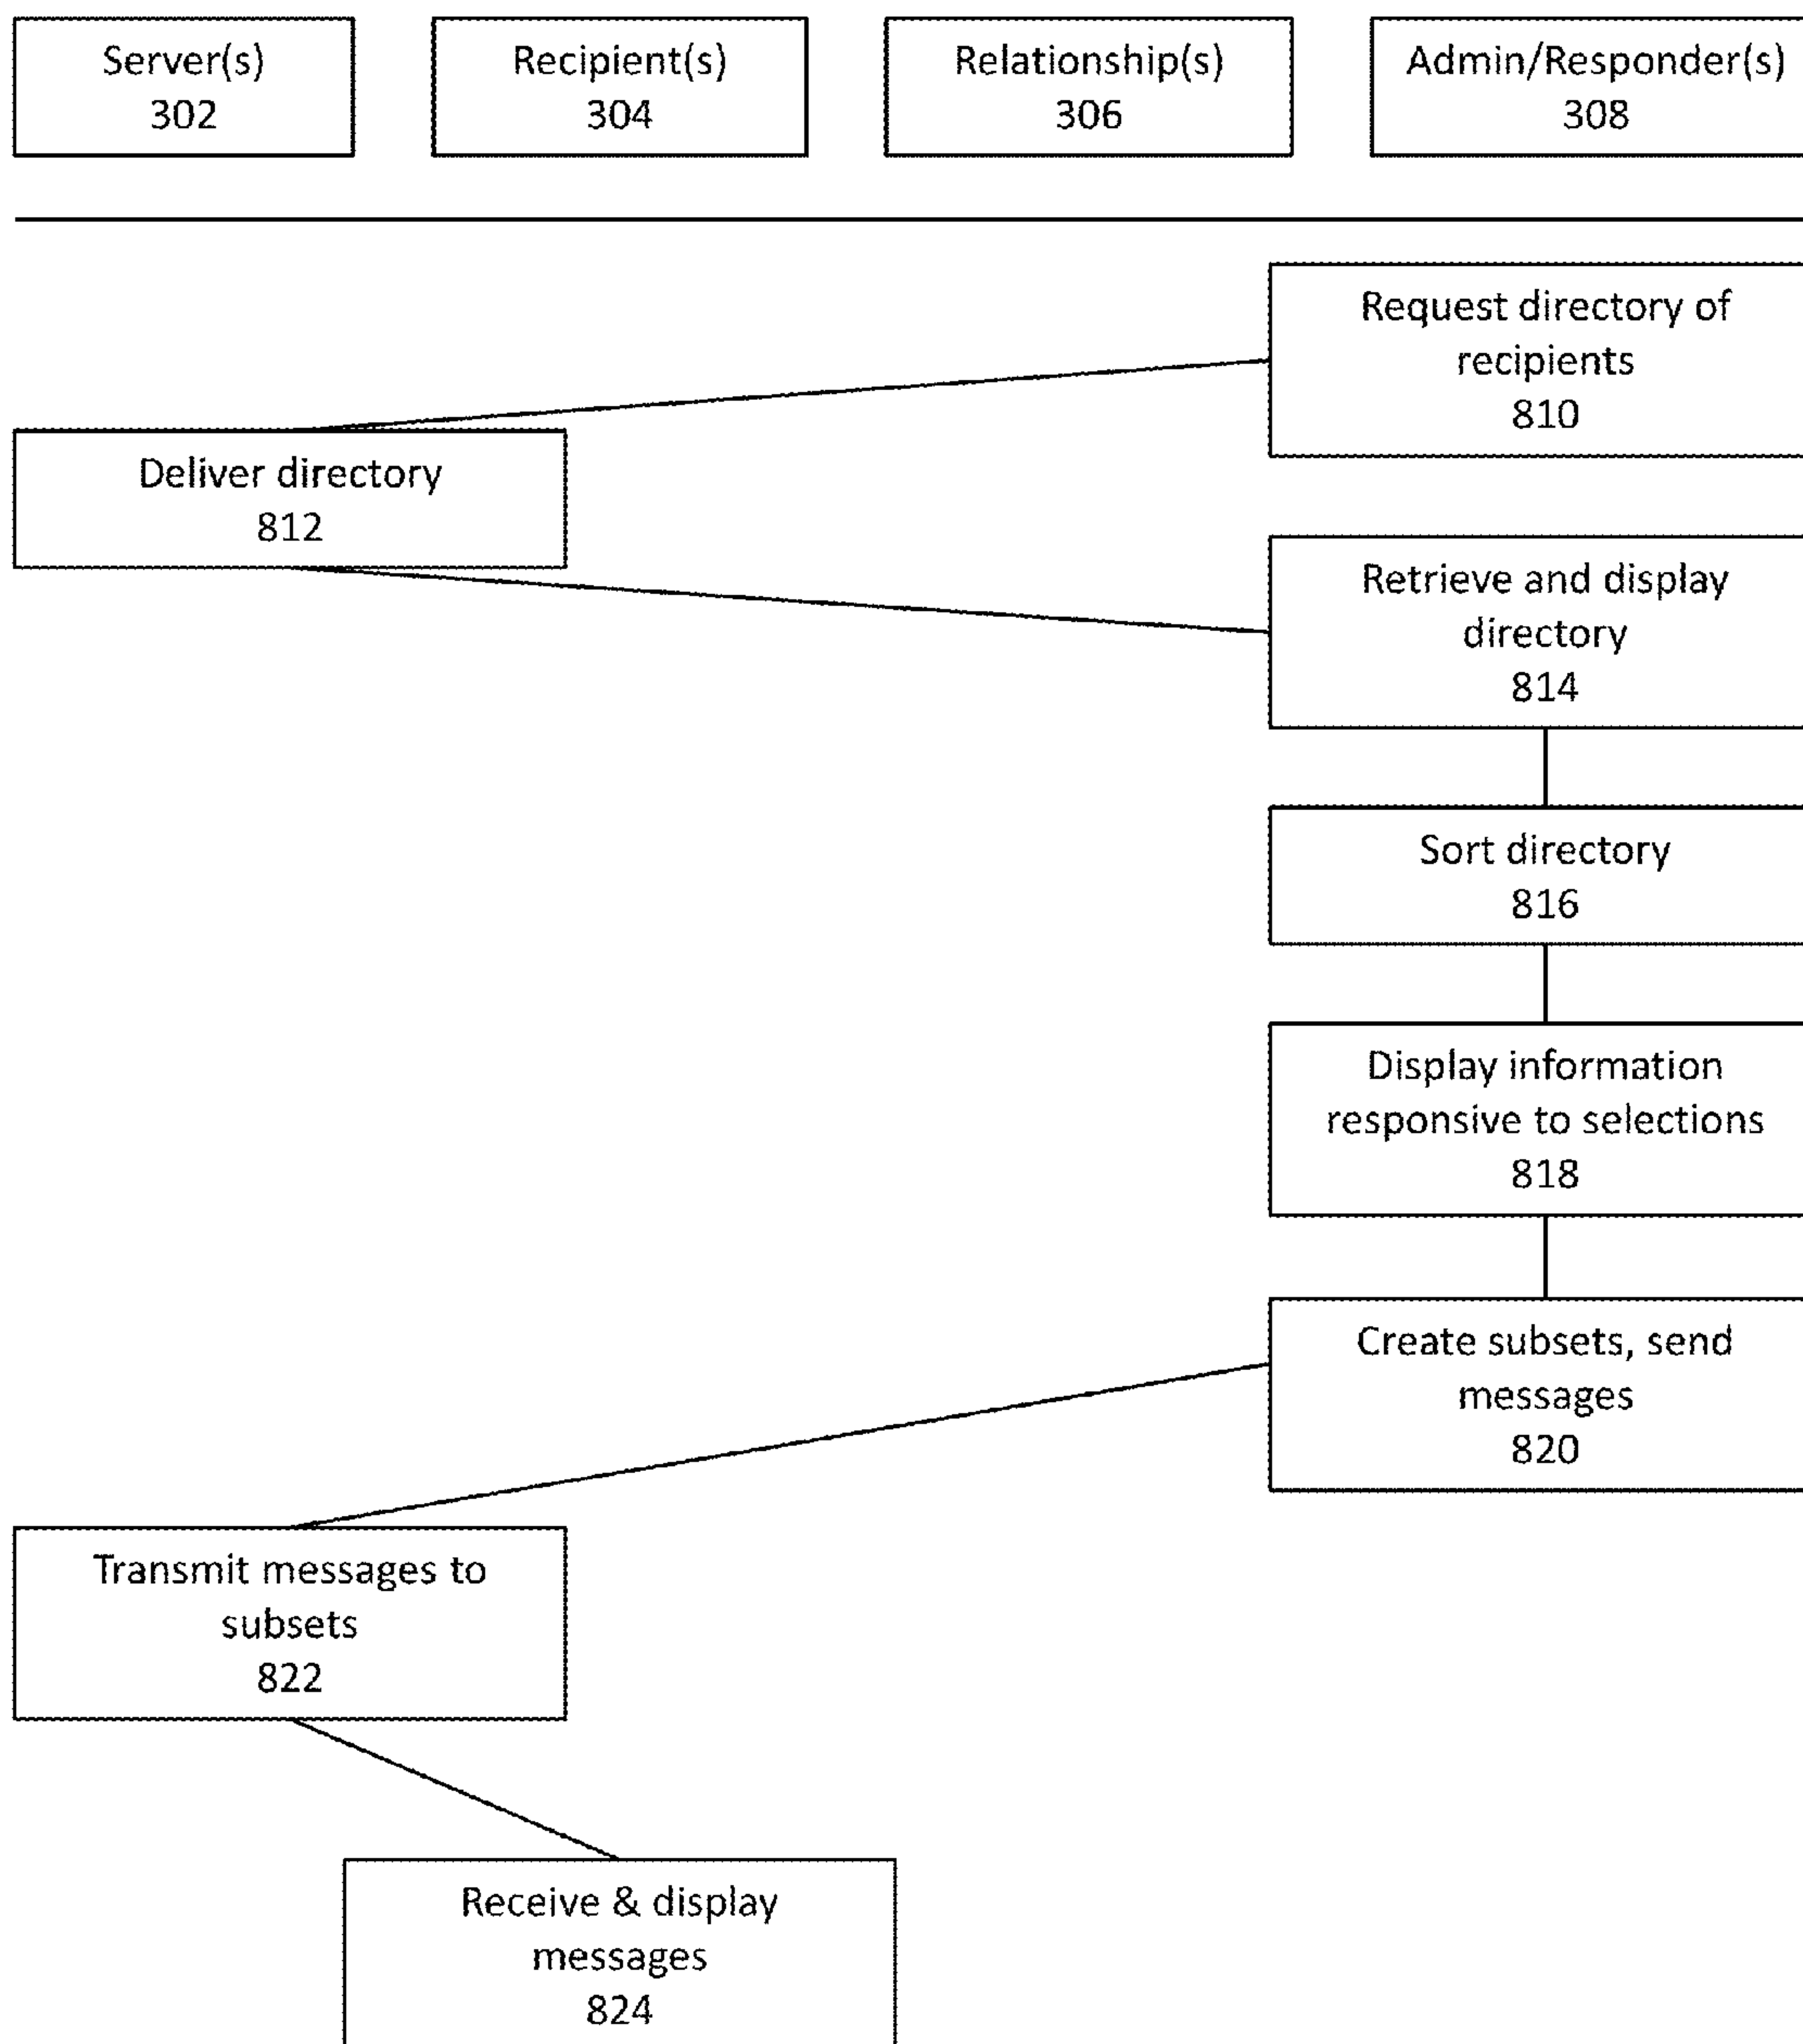 Server(s)
302
Recipient(s)
304
Relationship(s)
306
Admin/Responder(s)
308
Request directory of
recipients
810
Deliver directory
812
Retrieve and display
directory
814
Sort directory
816
Display information
responsive to selections
818
Create subsets, send
messages
820
Transmit messages to
subsets
822
Receive & display
messages
824